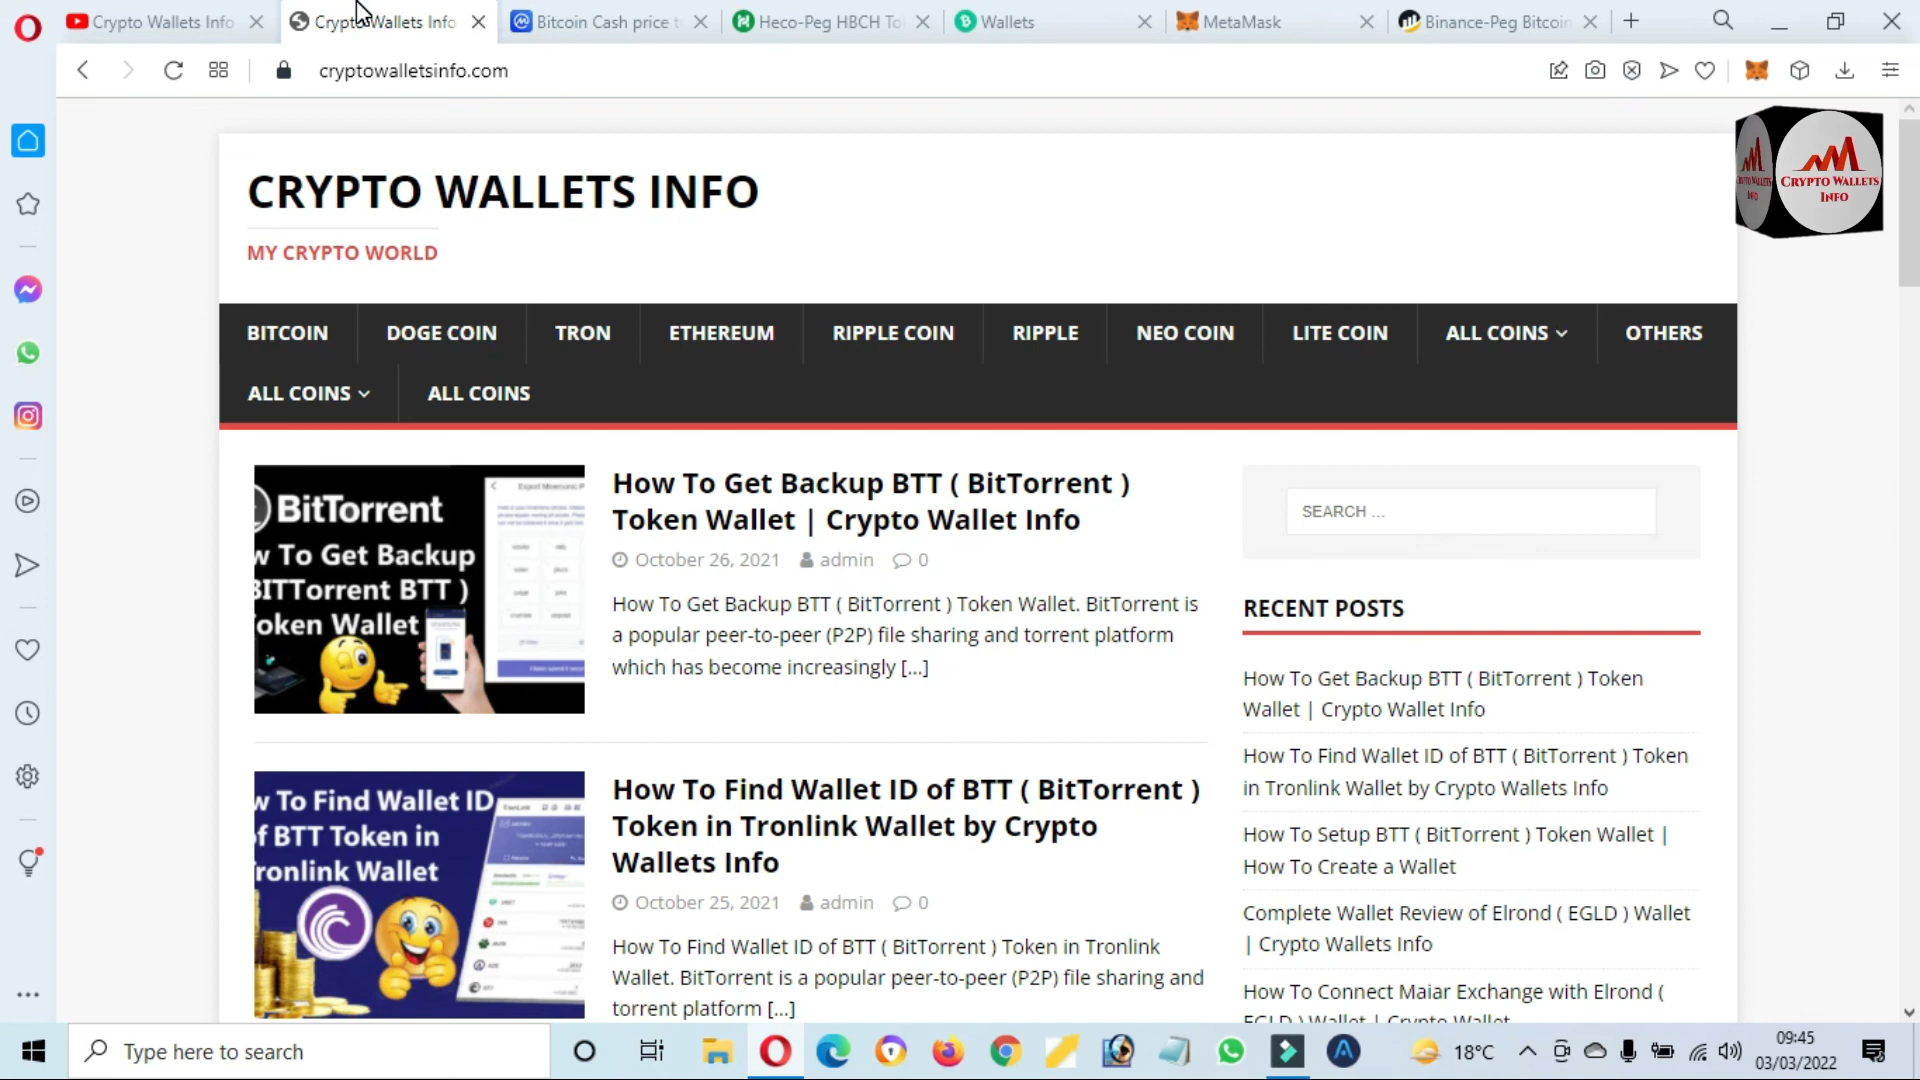 Crypto Wallets Info
Crypto Wallets Info
Bitcoin Cash price t
Heco-Peg HBCH To
Wallets
MetaMask
Binance-Peg Bitcoin
cryptowalletsinfo.com
CRYPTO WALLETS INFO
MY CRYPTO WORLD
CRYPTO WALLETS
INFO
BITCOIN
DOGE COIN
TRON
ETHEREUM
RIPPLE COIN
RIPPLE
NEO COIN
LITE COIN
ALL COINS
OTHERS
ALL COINS
ALL COINS
BitTorrent
w To Get Backup
BITTorrent BTT )
oken Wallet
How To Get Backup BTT ( BitTorrent )
Token Wallet | Crypto Wallet Info
October 26, 2021 admin 0
How To Get Backup BTT ( BitTorrent ) Token Wallet. BitTorrent is
a popular peer-to-peer (P2P) file sharing and torrent platform
which has become increasingly [...]
w To Find Wallet ID
of BTT Token in
ronlink Wallet
How To Find Wallet ID of BTT ( BitTorrent )
Token in Tronlink Wallet by Crypto
Wallets Info
October 25, 2021 admin 0
How To Find Wallet ID of BTT ( BitTorrent ) Token in Tronlink
Wallet. BitTorrent is a popular peer-to-peer (P2P) file sharing and
torrent platform [...]
SEARCH ...
RECENT POSTS
How To Get Backup BTT ( BitTorrent ) Token
Wallet | Crypto Wallet Info
How To Find Wallet ID of BTT ( BitTorrent ) Token
in Tronlink Wallet by Crypto Wallets Info
How To Setup BTT ( BitTorrent ) Token Wallet |
How To Create a Wallet
Complete Wallet Review of Elrond ( EGLD ) Wallet
| Crypto Wallets Info
How To Connect Maiar Exchange with Elrond (
EGLD ) Wallet | Crypto Wallet
Type here to search
18°C
09:45
03/03/2022